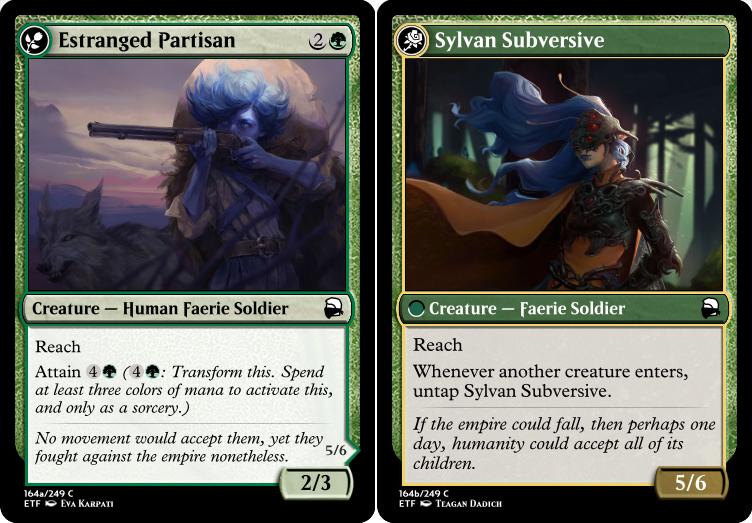 Estranged Partisan 2
Creature — Human Faerie Soldier
Reach
Attain 4 (4: Transform this. Spend
at least three colors of mana to activate this,
and only as a sorcery.)
No movement would accept them, yet they
fought against the empire nonetheless.
5/6
2/3
164a/249 C
ETF Eva Karpati
Sylvan Subversive
Creature — Faerie Soldier
Reach
Whenever another creature enters,
untap Sylvan Subversive.
If the empire could fall, then perhaps one
day, humanity could accept all of its
children.
5/6
164b/249 C
ETF Teagan Dadich